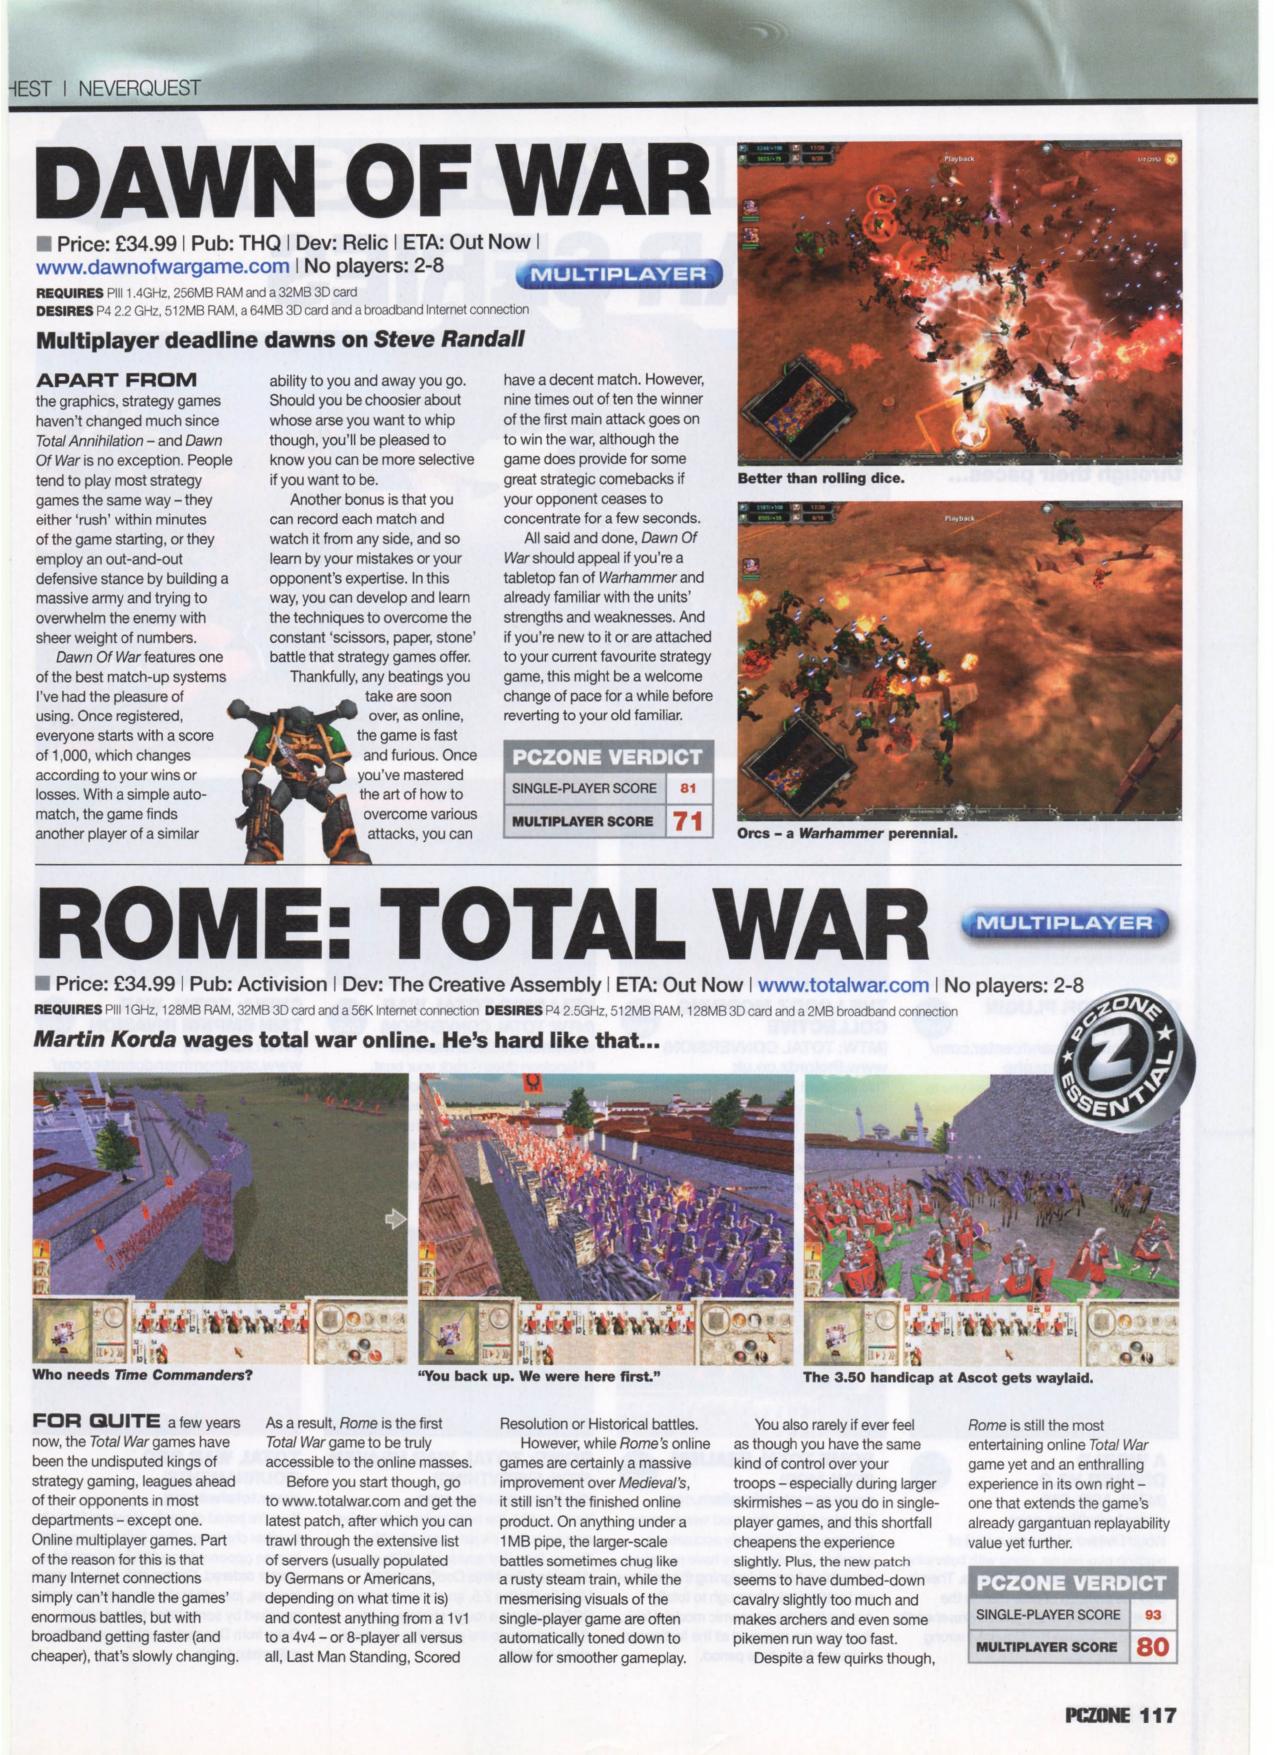 HEST | NEVERQUEST
DAWN OF WAR
Price: £34.99 | Pub: THQ | Dev: Relic | ETA: Out Now |
www.dawnofwargame.com | No players: 2-8
MULTIPLAYER
REQUIRES PIII 1.4GHz, 256MB RAM and a 32MB 3D card
DESIRES P4 2.2 GHz, 512MB RAM, a 64MB 3D card and a broadband Internet connection
Multiplayer deadline dawns on Steve Randall
APART FROM
the graphics, strategy games
haven't changed much since
Total Annihilation – and Dawn
Of War is no exception. People
tend to play most strategy
games the same way – they
either 'rush' within minutes
of the game starting, or they
employ an out-and-out
defensive stance by building a
massive army and trying to
overwhelm the enemy with
sheer weight of numbers.
Dawn Of War features one
of the best match-up systems
I've had the pleasure of
using. Once registered,
everyone starts with a score
of 1,000, which changes
according to your wins or
losses. With a simple auto-
match, the game finds
another player of a similar
ability to you and away you go.
Should you be choosier about
whose arse you want to whip
though, you'll be pleased to
know you can be more selective
if you want to be.
Another bonus is that you
can record each match and
watch it from any side, and so
learn by your mistakes or your
opponent's expertise. In this
way, you can develop and learn
the techniques to overcome the
constant 'scissors, paper, stone'
battle that strategy games offer.
Thankfully, any beatings you
take are soon
over, as online,
the game is fast
and furious. Once
you've mastered
the art of how to
overcome various
attacks, you can
have a decent match. However,
nine times out of ten the winner
of the first main attack goes on
to win the war, although the
game does provide for some
great strategic comebacks if
your opponent ceases to
concentrate for a few seconds.
All said and done, Dawn Of
War should appeal if you're a
tabletop fan of Warhammer and
already familiar with the units'
strengths and weaknesses. And
if you're new to it or are attached
to your current favourite strategy
game, this might be a welcome
change of pace for a while before
reverting to your old familiar.
PCZONE VERDICT
SINGLE-PLAYER SCORE 81
MULTIPLAYER SCORE 71
Playback
Better than rolling dice.
Playback
Orcs – a Warhammer perennial.
ROME: TOTAL WAR
MULTIPLAYER
Price: £34.99 | Pub: Activision | Dev: The Creative Assembly | ETA: Out Now | www.totalwar.com | No players: 2-8
REQUIRES PIII 1GHz, 128MB RAM, 32MB 3D card and a 56K Internet connection DESIRES P4 2.5GHz, 512MB RAM, 128MB 3D card and a 2MB broadband connection
Martin Korda wages total war online. He's hard like that...
PCZONE
Z
ESSENTIAL
Who needs Time Commanders?
"You back up. We were here first."
The 3.50 handicap at Ascot gets waylaid.
FOR QUITE a few years
now, the Total War games have
been the undisputed kings of
strategy gaming, leagues ahead
of their opponents in most
departments – except one.
Online multiplayer games. Part
of the reason for this is that
many Internet connections
simply can't handle the games'
enormous battles, but with
broadband getting faster (and
cheaper), that's slowly changing.
As a result, Rome is the first
Total War game to be truly
accessible to the online masses.
Before you start though, go
to www.totalwar.com and get the
latest patch, after which you can
trawl through the extensive list
of servers (usually populated
by Germans or Americans,
depending on what time it is)
and contest anything from a 1v1
to a 4v4 – or 8-player all versus
all, Last Man Standing, Scored
Resolution or Historical battles.
However, while Rome's online
games are certainly a massive
improvement over Medieval's,
it still isn't the finished online
product. On anything under a
1MB pipe, the larger-scale
battles sometimes chug like
a rusty steam train, while the
mesmerising visuals of the
single-player game are often
automatically toned down to
allow for smoother gameplay.
You also rarely if ever feel
as though you have the same
kind of control over your
troops – especially during larger
skirmishes – as you do in single-
player games, and this shortfall
cheapens the experience
slightly. Plus, the new patch
seems to have dumbed-down
cavalry slightly too much and
makes archers and even some
pikemen run way too fast.
Despite a few quirks though,
Rome is still the most
entertaining online Total War
game yet and an enthralling
experience in its own right –
one that extends the game's
already gargantuan replayability
value yet further.
PCZONE VERDICT
SINGLE-PLAYER SCORE 93
MULTIPLAYER SCORE 80
PCZONE 117